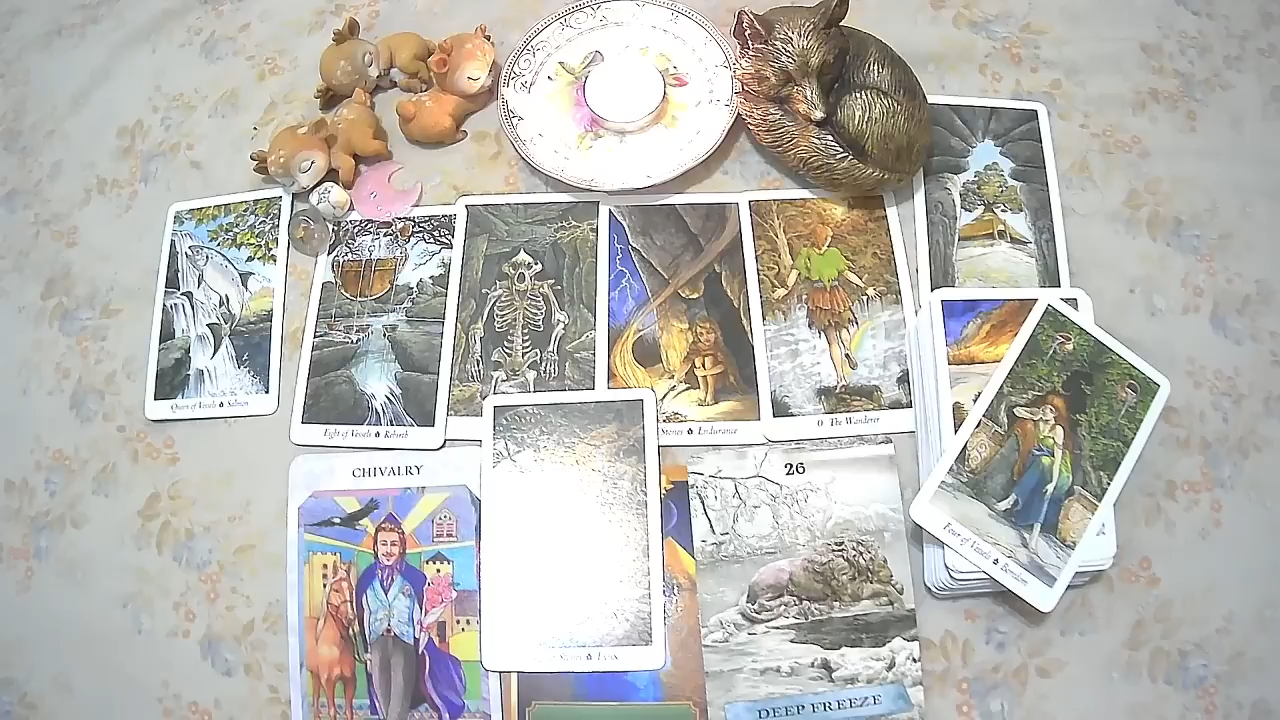 Queen of Vessels Salmon
Eight of Vessels Rebirth
Stones Endurance
0 The Wanderer
Four of Vessels Boredom
CHIVALRY
Lynx
26
DEEP FREEZE